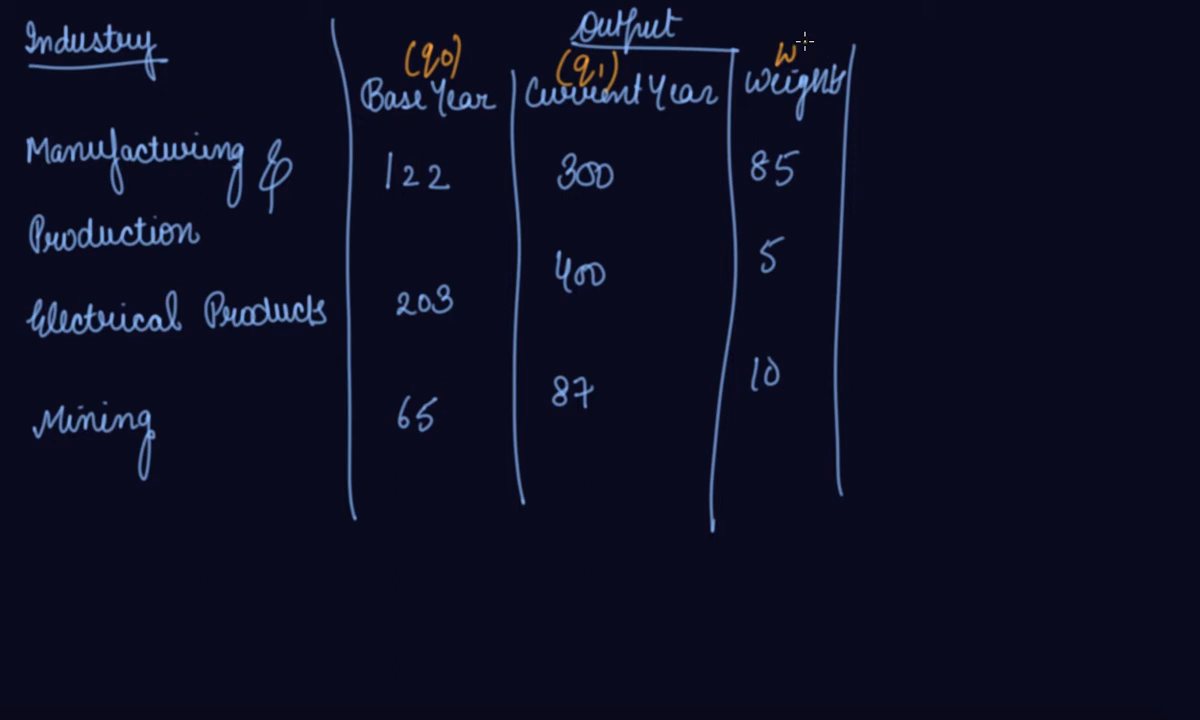 Industry
Output
(q0) (q1) W
Base Year Current Year Weights
Manufacturing & 122 300 85
Production 400 5
Electrical Products 203 10
Mining 65 87